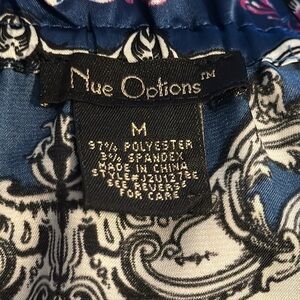 Nue Options™
M
97% POLYESTER
3% SPANDEX
MADE IN CHINA
SEE REVERSE
FOR CARE